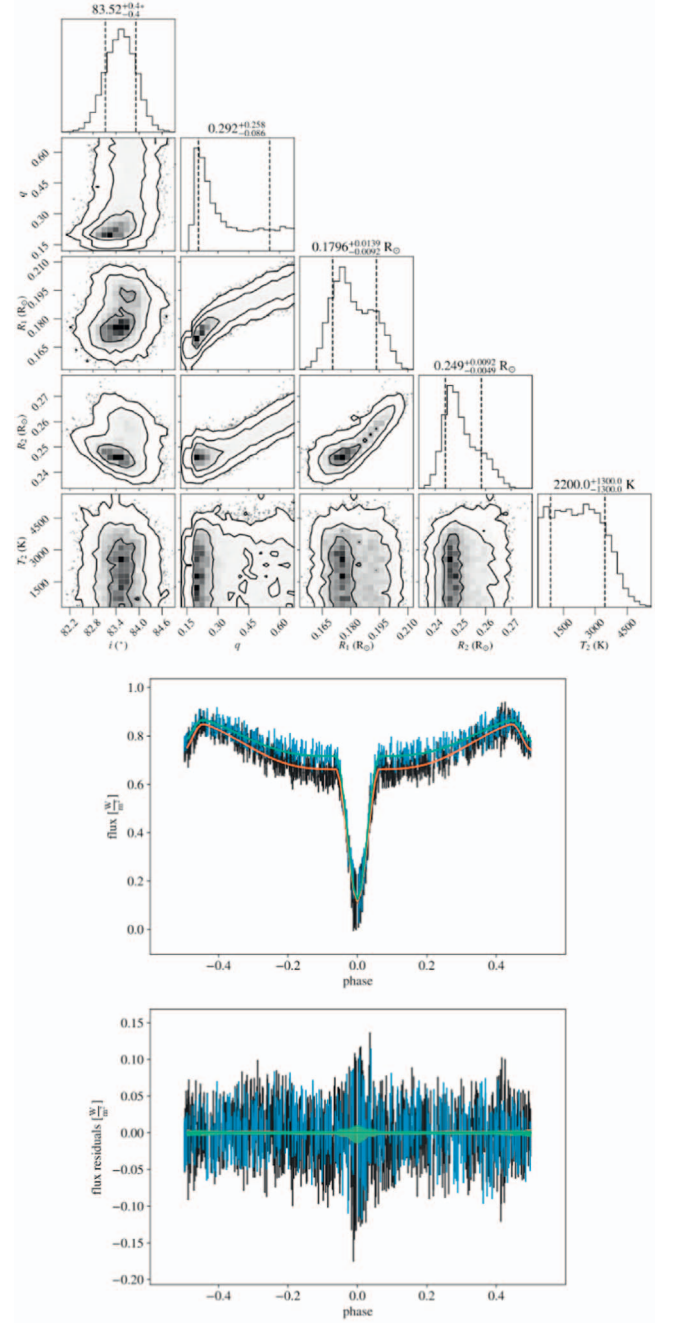 83.52
0.292+0.258−0.086
0.1796+0.0139−0.0092 R⊙
0.249+0.0092−0.0049 R⊙
2200.0+1300.0−1300.0 K
q
0.60
0.45
0.30
0.15
R1 (R⊙)
0.210
0.195
0.180
0.165
R2 (R⊙)
0.27
0.26
0.25
0.24
T2 (K)
4500
3000
1500
82.2 82.8 83.4 84.0 84.6 0.15 0.30 0.45 0.60 0.165 0.180 0.195 0.210 0.24 0.25 0.26 0.27 1500 3000 4500
i (°) q R1 (R⊙) R2 (R⊙) T2 (K)
1.0
0.8
0.6
0.4
0.2
0.0
flux [W/m²]
−0.4 −0.2 0.0 0.2 0.4
phase
0.15
0.10
0.05
0.00
−0.05
−0.10
−0.15
−0.20
flux residuals [W/m²]
−0.4 −0.2 0.0 0.2 0.4
phase